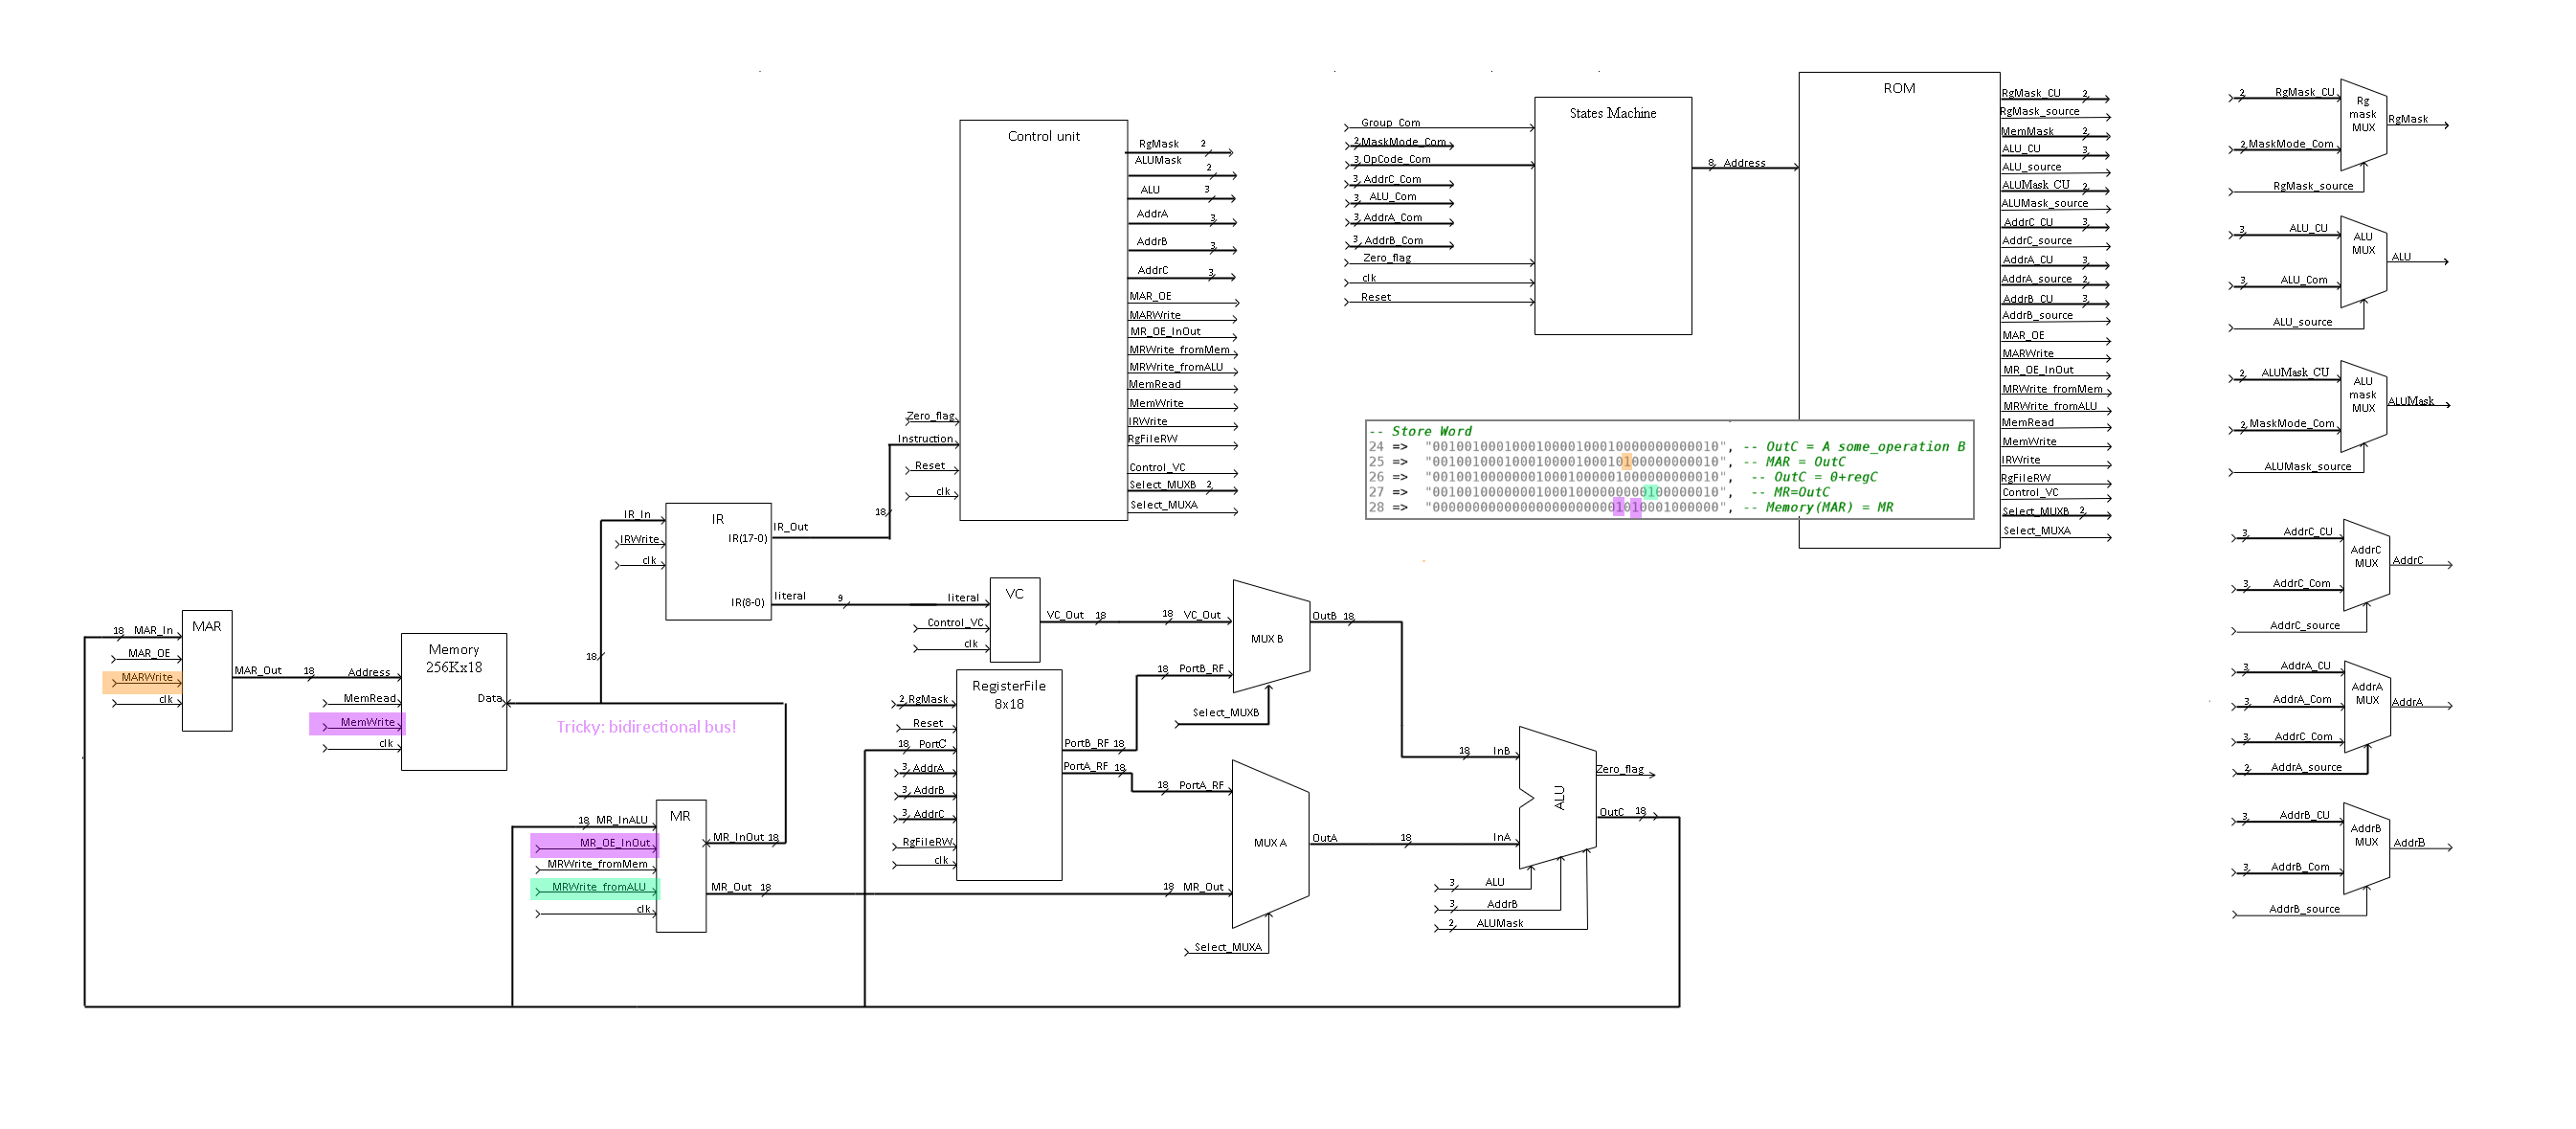 Control unit
Zero_flag
Instruction
Reset
clk
18
RgMask 2
ALUMask
2
ALU 3
AddrA
3
AddrB
3
AddrC
3
MAR_OE
MARWrite
MR_OE_InOut
MRWrite_fromMem
MRWrite_fromALU
MemRead
MemWrite
IRWrite
RgFileRW
Control_VC
Select_MUXB 2
Select_MUXA
States Machine
Group_Com
2 MaskMode_Com
3 OpCode_Com
3 AddrC_Com
3 ALU_Com
3 AddrA_Com
3 AddrB_Com
Zero_flag
clk
Reset
8 Address
ROM
RgMask_CU 2
RgMask_source
MemMask 2
ALU_CU 3
ALU_source
ALUMask_CU 2
ALUMask_source
AddrC_CU 3
AddrC_source
AddrA_CU 3
AddrA_source 2
AddrB_CU 3
AddrB_source
MAR_OE
MARWrite
MR_OE_InOut
MRWrite_fromMem
MRWrite_fromALU
MemRead
MemWrite
IRWrite
RgFileRW
Control_VC
Select_MUXB 2
Select_MUXA
-- Store Word
24 => "0010010001000100001000100000000000010", -- OutC = A some_operation B
25 => "0010010001000100001000101000000000010", -- MAR = OutC
26 => "0010010000001000100000100000000000010", -- OutC = 0+regC
27 => "0010010000001000100000000000100000010", -- MR=OutC
28 => "0000000000000000000000001010001000000", -- Memory(MAR) = MR
2 RgMask_CU
2 MaskMode_Com
RgMask_source
Rg
mask
MUX
RgMask
3 ALU_CU
3 ALU_Com
ALU_source
ALU
MUX
ALU
2 ALUMask_CU
2 MaskMode_Com
ALUMask_source
ALU
mask
MUX
ALUMask
3 AddrC_CU
3 AddrC_Com
AddrC_source
AddrC
MUX
AddrC
3 AddrA_CU
3 AddrA_Com
3 AddrC_Com
2 AddrA_source
AddrA
MUX
AddrA
3 AddrB_CU
3 AddrB_Com
AddrB_source
AddrB
MUX
AddrB
IR
IR_In
IRWrite
clk
IR_Out
IR(17-0)
IR(8-0)
literal 9
18
VC
literal
Control_VC
clk
VC_Out 18
MAR
18 MAR_In
MAR_OE
MARWrite
clk
MAR_Out 18
Memory
256Kx18
Address
MemRead
MemWrite
clk
Data
Tricky: bidirectional bus!
MR
18 MR_InALU
MR_OE_InOut
MRWrite_fromMem
MRWrite_fromALU
clk
MR_InOut 18
MR_Out 18
RegisterFile
8x18
2 RgMask
Reset
18 PortC
3 AddrA
3 AddrB
3 AddrC
RgFileRW
clk
PortB_RF 18
PortA_RF 18
MUX B
18 VC_Out
18 PortB_RF
Select_MUXB
OutB 18
MUX A
18 PortA_RF
18 MR_Out
Select_MUXA
OutA 18
ALU
18 InB
InA
Zero_flag
OutC 18
3 ALU
3 AddrB
2 ALUMask